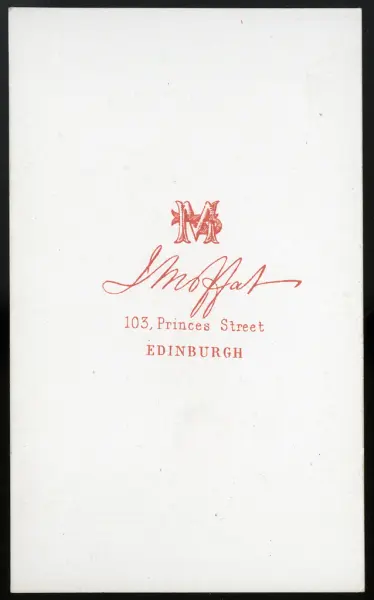 M
J Moffat
103, Princes Street
EDINBURGH